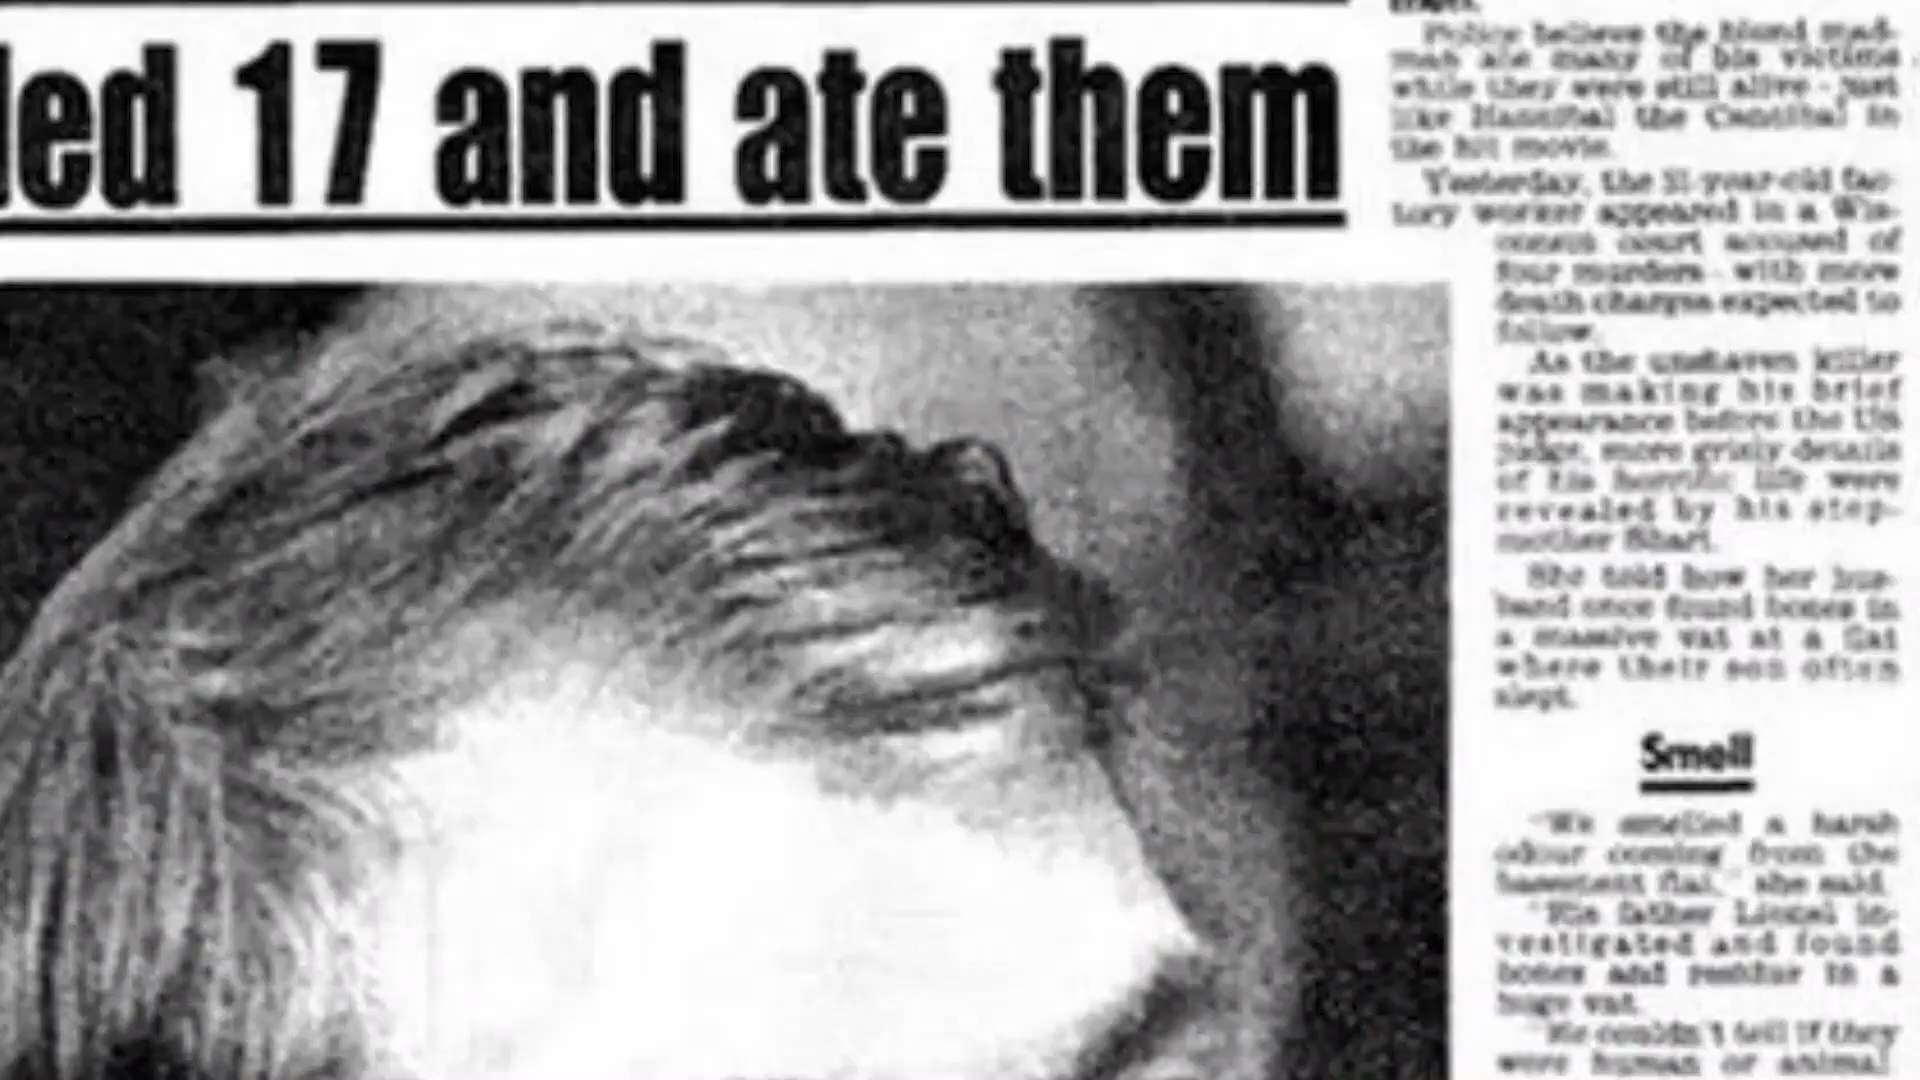 led 17 and ate them
Police believe the blond mad-
man ate many of his victims
while they were still alive - just
like Hannibal the Cannibal in
the hit movie.
Yesterday, the 31-year-old fac-
tory worker appeared in a Wis-
consin court accused of
four murders - with more
death charges expected to
follow.
As the unshaven killer
was making his brief
appearance before the US
judge, more grisly details
of his horrific life were
revealed by his step-
mother Shari.
She told how her hus-
band once found bones in
a massive vat at a flat
where their son often
slept.
Smell
"We smelled a harsh
odour coming from the
basement flat," she said.
"His father Lionel in-
vestigated and found
bones and residue in a
huge vat.
"He couldn't tell if they
were human or animal